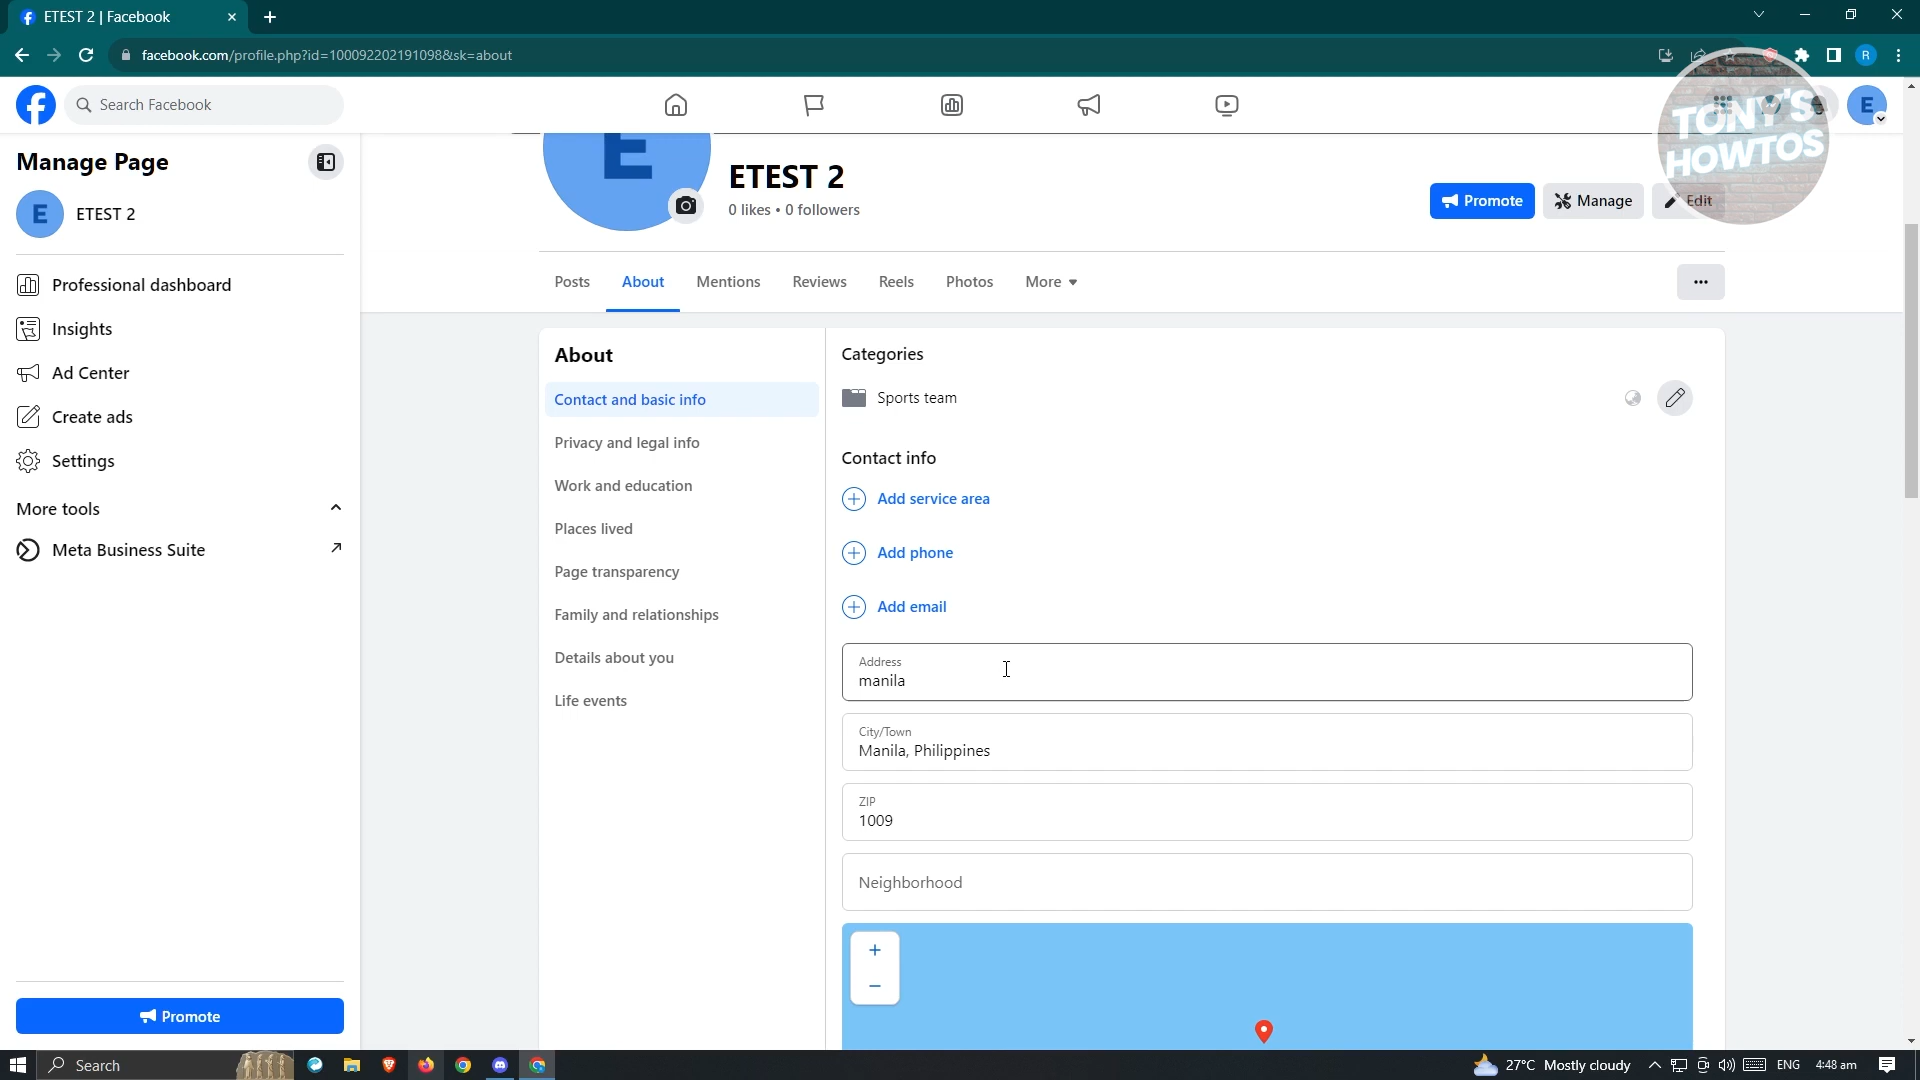 ETEST 2 | Facebook
facebook.com/profile.php?id=100092202191098&sk=about
R
Search Facebook
E
TONY'S
HOWTOS
Manage Page
E
ETEST 2
Professional dashboard
Insights
Ad Center
Create ads
Settings
More tools
Meta Business Suite
Promote
E
ETEST 2
0 likes • 0 followers
Promote
Manage
Edit
Posts
About
Mentions
Reviews
Reels
Photos
More
About
Contact and basic info
Privacy and legal info
Work and education
Places lived
Page transparency
Family and relationships
Details about you
Life events
Categories
Sports team
Contact info
Add service area
Add phone
Add email
Address
manila
City/Town
Manila, Philippines
ZIP
1009
Neighborhood
Search
27°C Mostly cloudy
ENG
4:48 am